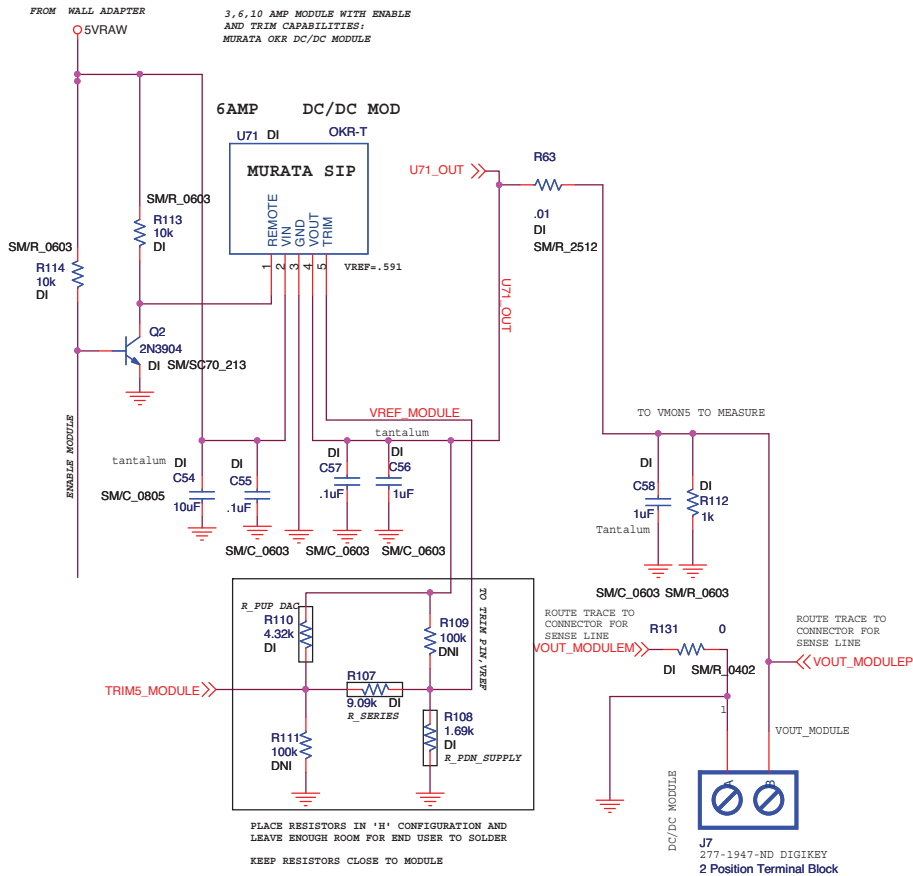 FROM WALL ADAPTER
5VRAW
3,6,10 AMP MODULE WITH ENABLE
AND TRIM CAPABILITIES:
MURATA OKR DC/DC MODULE
6AMP DC/DC MOD
U71 DI OKR-T
MURATA SIP
REMOTE
VIN
GND
VOUT
TRIM
1
2
3
4
5
VREF=.591
U71_OUT
R63
.01
DI
SM/R_2512
U71_OUT
SM/R_0603
R113
10k
DI
SM/R_0603
R114
10k
DI
Q2
2N3904
DI SM/SC70_213
ENABLE MODULE
VREF_MODULE
tantalum
TO VMON5 TO MEASURE
tantalum
DI
C54
10uF
SM/C_0805
DI
C55
.1uF
SM/C_0603
DI
C57
.1uF
SM/C_0603
DI
C56
1uF
SM/C_0603
DI
C58
1uF
Tantalum
SM/C_0603
DI
R112
1k
SM/R_0603
R_PUP DAC
R110
4.32k
DI
R109
100k
DNI
TO TRIM PIN,VREF
TRIM5_MODULE
R107
9.09k DI
R_SERIES
R111
100k
DNI
R108
1.69k
DI
R_PDN_SUPPLY
ROUTE TRACE TO
CONNECTOR FOR
SENSE LINE
VOUT_MODULEM
R131 0
DI SM/R_0402
ROUTE TRACE TO
CONNECTOR FOR
SENSE LINE
VOUT_MODULEP
1
VOUT_MODULE
DC/DC MODULE
A
B
J7
277-1947-ND DIGIKEY
2 Position Terminal Block
PLACE RESISTORS IN 'H' CONFIGURATION AND
LEAVE ENOUGH ROOM FOR END USER TO SOLDER
KEEP RESISTORS CLOSE TO MODULE